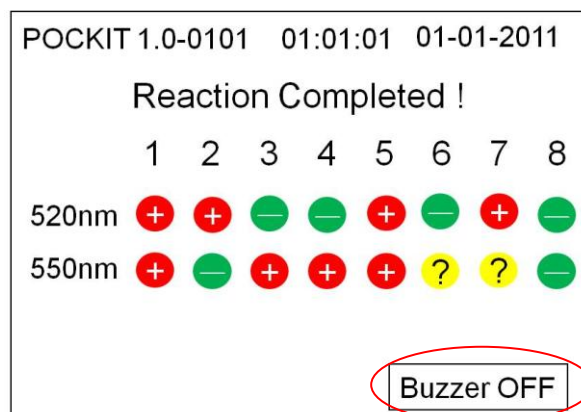 POCKIT 1.0-0101 01:01:01 01-01-2011
Reaction Completed !
1 2 3 4 5 6 7 8
520nm + + — — + — + —
550nm + — + + + ? ? —
Buzzer OFF